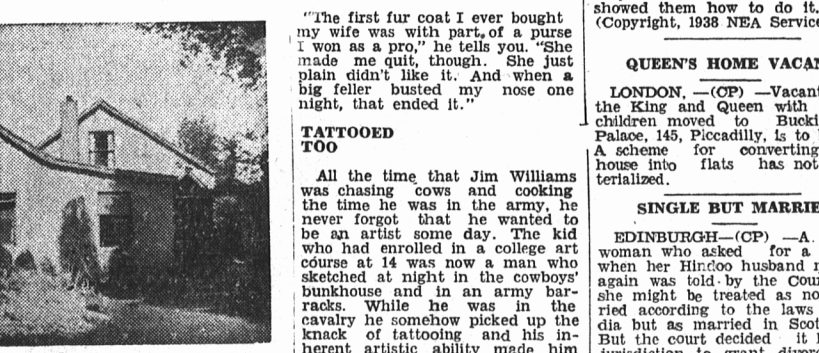 "The first fur coat I ever bought
my wife was with part of a purse
I won as a pro," he tells you. "She
made me quit, though. She just
plain didn't like it. And when a
big feller busted my nose one
night, that ended it."
TATTOOED
TOO
All the time that Jim Williams
was chasing cows and cooking
the time he was in the army, he
never forgot that he wanted to
be an artist some day. The kid
who had enrolled in a college art
course at 14 was now a man who
sketched at night in the cowboys'
bunkhouse and in an army bar-
racks. While he was in the
cavalry he somehow picked up the
knack of tattooing and his in-
herent artistic ability made him
showed them how to do it.
(Copyright, 1938 NEA Service
QUEEN'S HOME
LONDON, —(CP) —Vacant
the King and Queen with
children moved to
Palace, 145, Piccadilly, is to
A scheme for converting
house into flats has not
terialized.
SINGLE BUT
EDINBURGH—(CP) —A.
woman who asked for a
when her Hindoo husband
again was told by the
she might be treated as
ried according to the laws
dia but as married in
But the court decided it
jurisdiction to grant